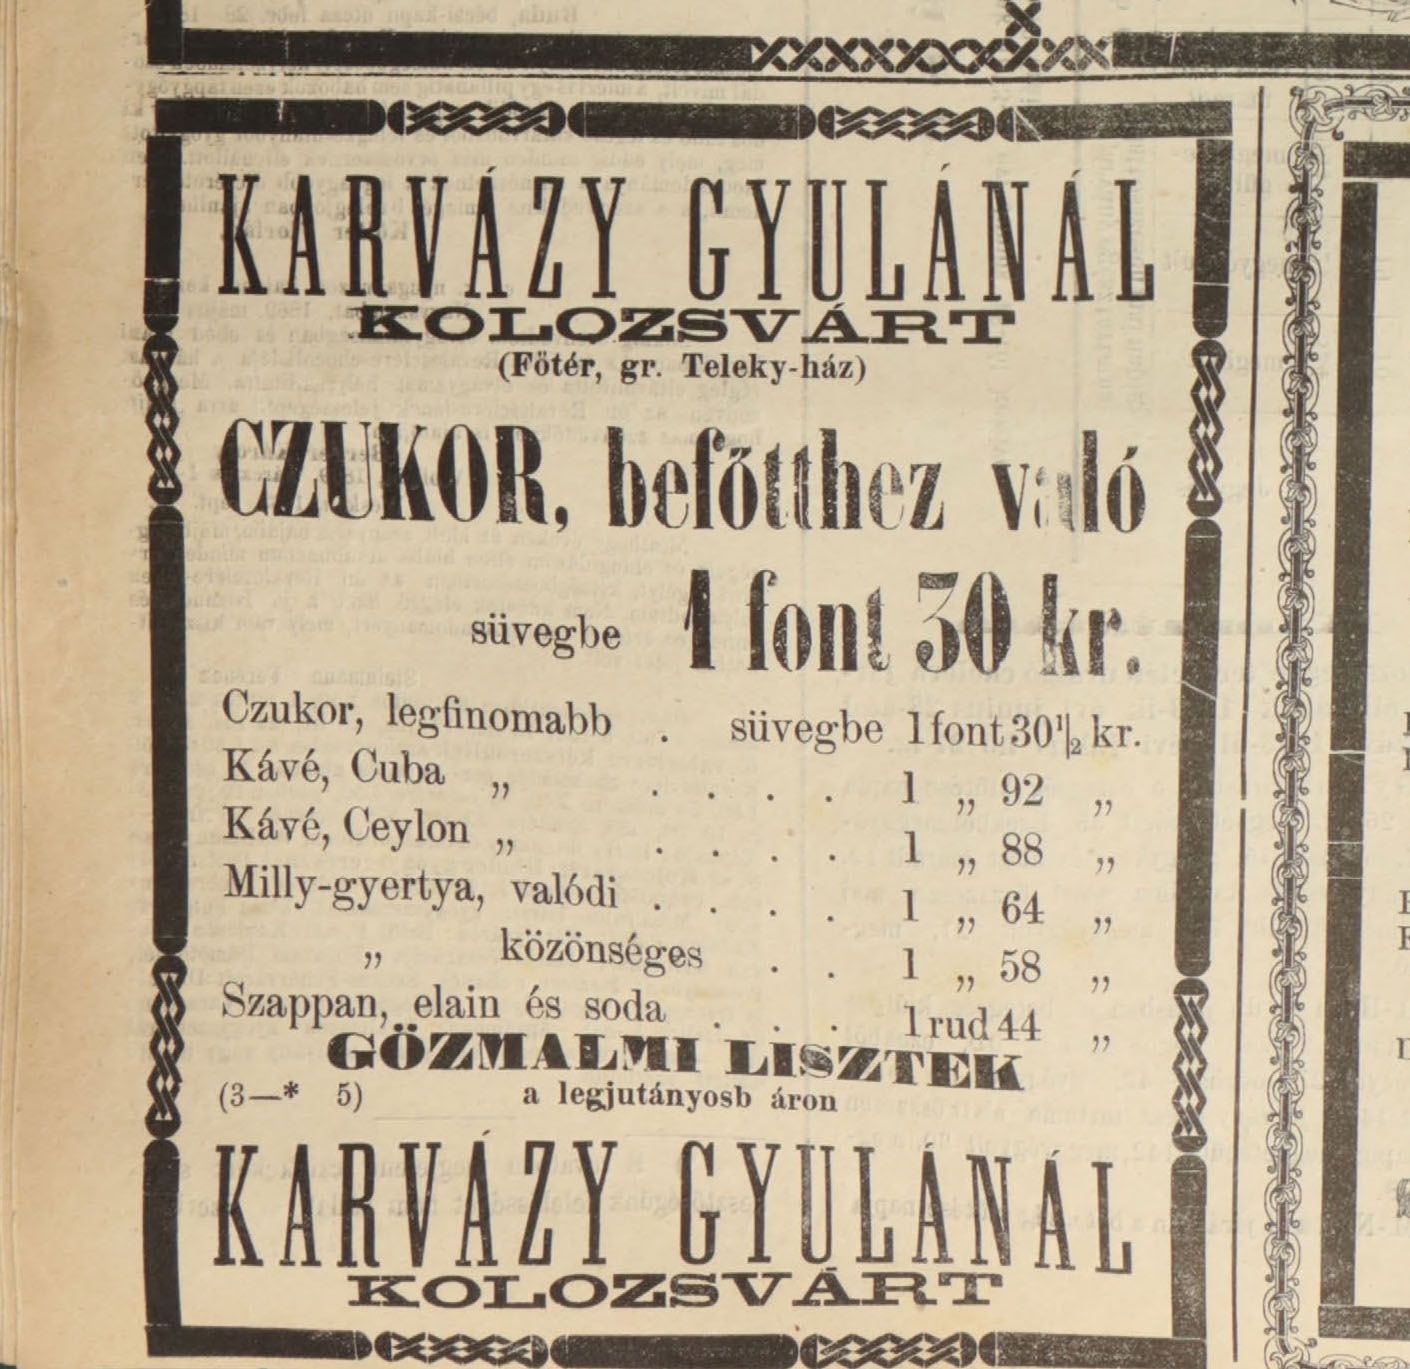 KARVÁZY GYULÁNÁL
KOLOZSVÁRT
(Főtér, gr. Teleky-ház)
CZUKOR, befőtthez való
süvegbe 1 font 30 kr.
Czukor, legfinomabb . süvegbe 1 font 30 1/2 kr.
Kávé, Cuba „ . . . . 1 „ 92 „
Kávé, Ceylon „ . . . . 1 „ 88 „
Milly-gyertya, valódi . . . . 1 „ 64 „
„ közönséges . . 1 „ 58 „
Szappan, elain és soda . . . 1 rud 44 „
GŐZMALMI LISZTEK
(3—* 5) a legjutányosb áron
KARVÁZY GYULÁNÁL
KOLOZSVÁRT